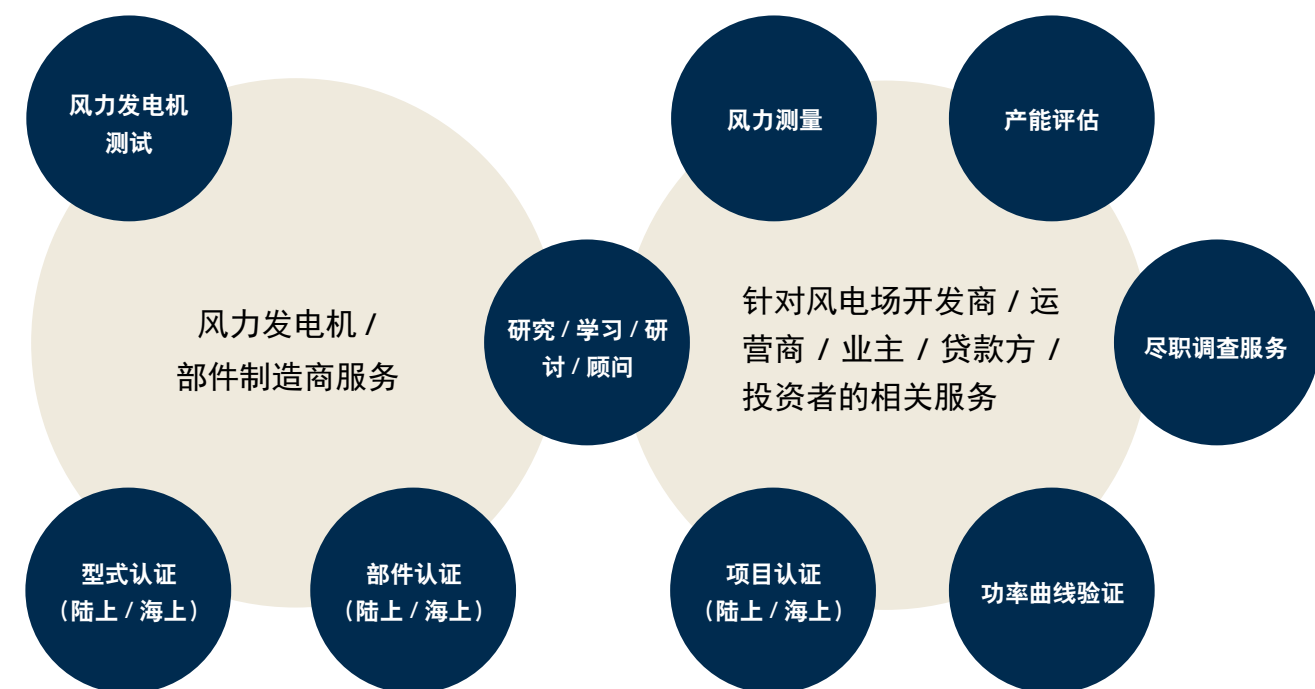 风力发电机
测试
风力测量
产能评估
风力发电机 /
部件制造商服务
研究 / 学习 / 研
讨 / 顾问
针对风电场开发商 / 运
营商 / 业主 / 贷款方 /
投资者的相关服务
尽职调查服务
型式认证
（陆上 / 海上）
部件认证
（陆上 / 海上）
项目认证
（陆上 / 海上）
功率曲线验证